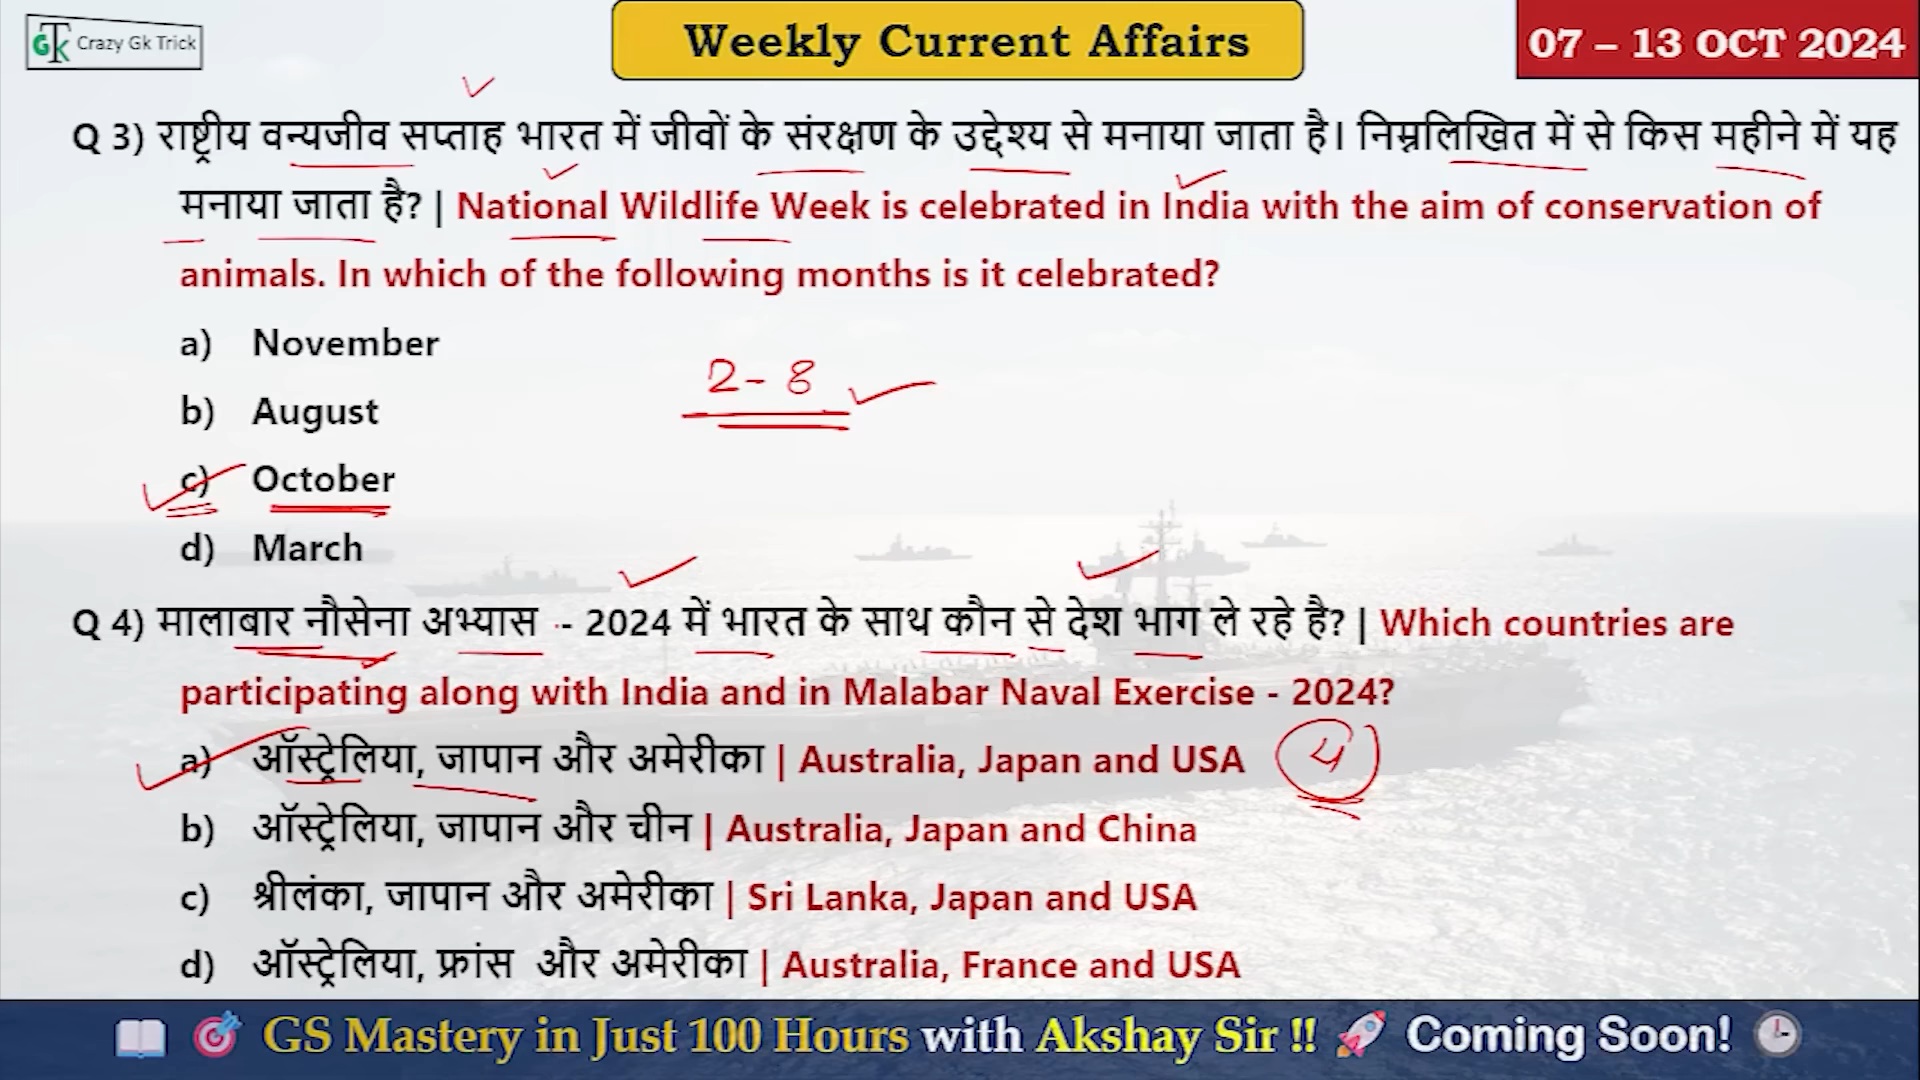 GTK Crazy Gk Trick
Weekly Current Affairs
07 – 13 OCT 2024
Q 3) राष्ट्रीय वन्यजीव सप्ताह भारत में जीवों के संरक्षण के उद्देश्य से मनाया जाता है। निम्नलिखित में से किस महीने में यह
मनाया जाता है? | National Wildlife Week is celebrated in India with the aim of conservation of
animals. In which of the following months is it celebrated?
a) November
2 - 8
b) August
c) October
d) March
Q 4) मालाबार नौसेना अभ्यास - 2024 में भारत के साथ कौन से देश भाग ले रहे है? | Which countries are
participating along with India and in Malabar Naval Exercise - 2024?
a) ऑस्ट्रेलिया, जापान और अमेरीका | Australia, Japan and USA 4
b) ऑस्ट्रेलिया, जापान और चीन | Australia, Japan and China
c) श्रीलंका, जापान और अमेरीका | Sri Lanka, Japan and USA
d) ऑस्ट्रेलिया, फ्रांस और अमेरीका | Australia, France and USA
GS Mastery in Just 100 Hours with Akshay Sir !! Coming Soon!